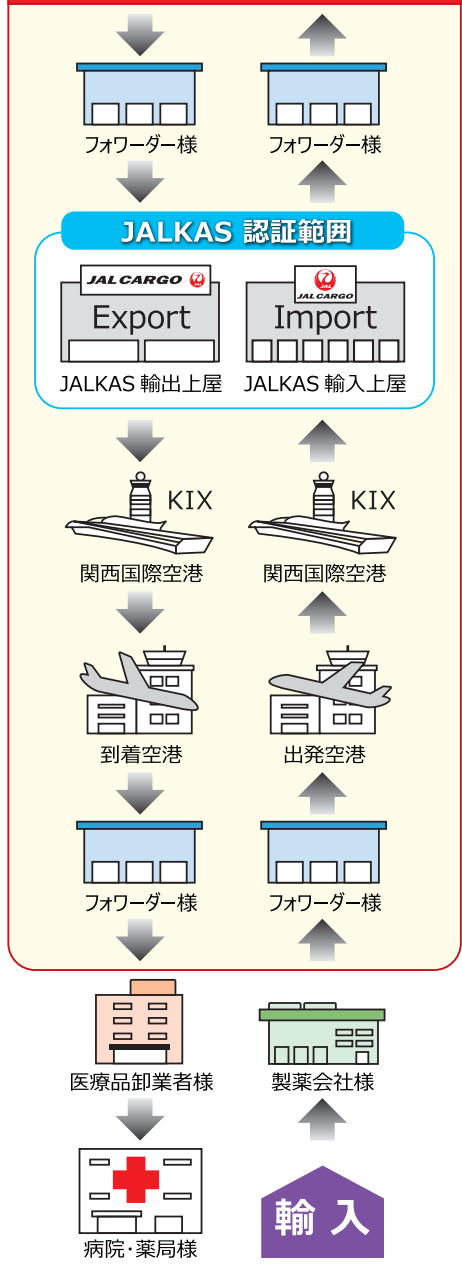 フォワーダー様
フォワーダー様
JALKAS 認証範囲
JAL CARGO JAL
JAL
JAL CARGO
Export
Import
JALKAS 輸出上屋
JALKAS 輸入上屋
KIX
KIX
関西国際空港
関西国際空港
到着空港
出発空港
フォワーダー様
フォワーダー様
医療品卸業者様
製薬会社様
輸入
病院・薬局様